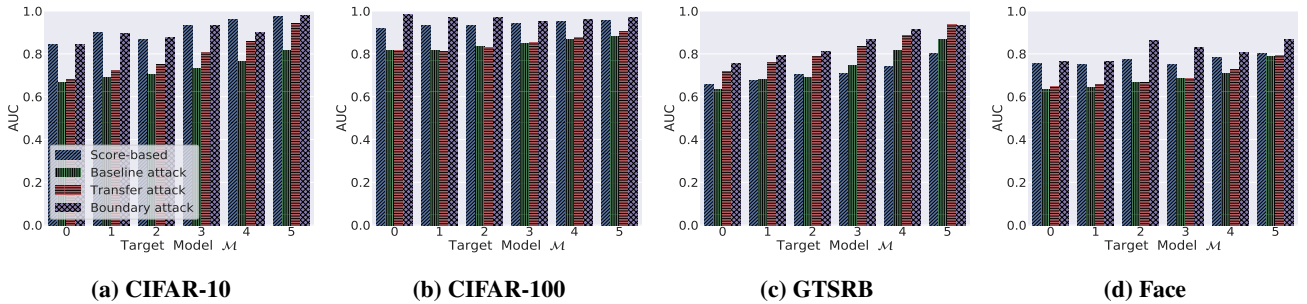 1.0
0.8
0.6
0.4
0.2
0.0
AUC
Score-based
Baseline attack
Transfer attack
Boundary attack
0 1 2 3 4 5
Target Model ℳ
(a) CIFAR-10
1.0
0.8
0.6
0.4
0.2
0.0
AUC
0 1 2 3 4 5
Target Model ℳ
(b) CIFAR-100
1.0
0.8
0.6
0.4
0.2
0.0
AUC
0 1 2 3 4 5
Target Model ℳ
(c) GTSRB
1.0
0.8
0.6
0.4
0.2
0.0
AUC
0 1 2 3 4 5
Target Model ℳ
(d) Face